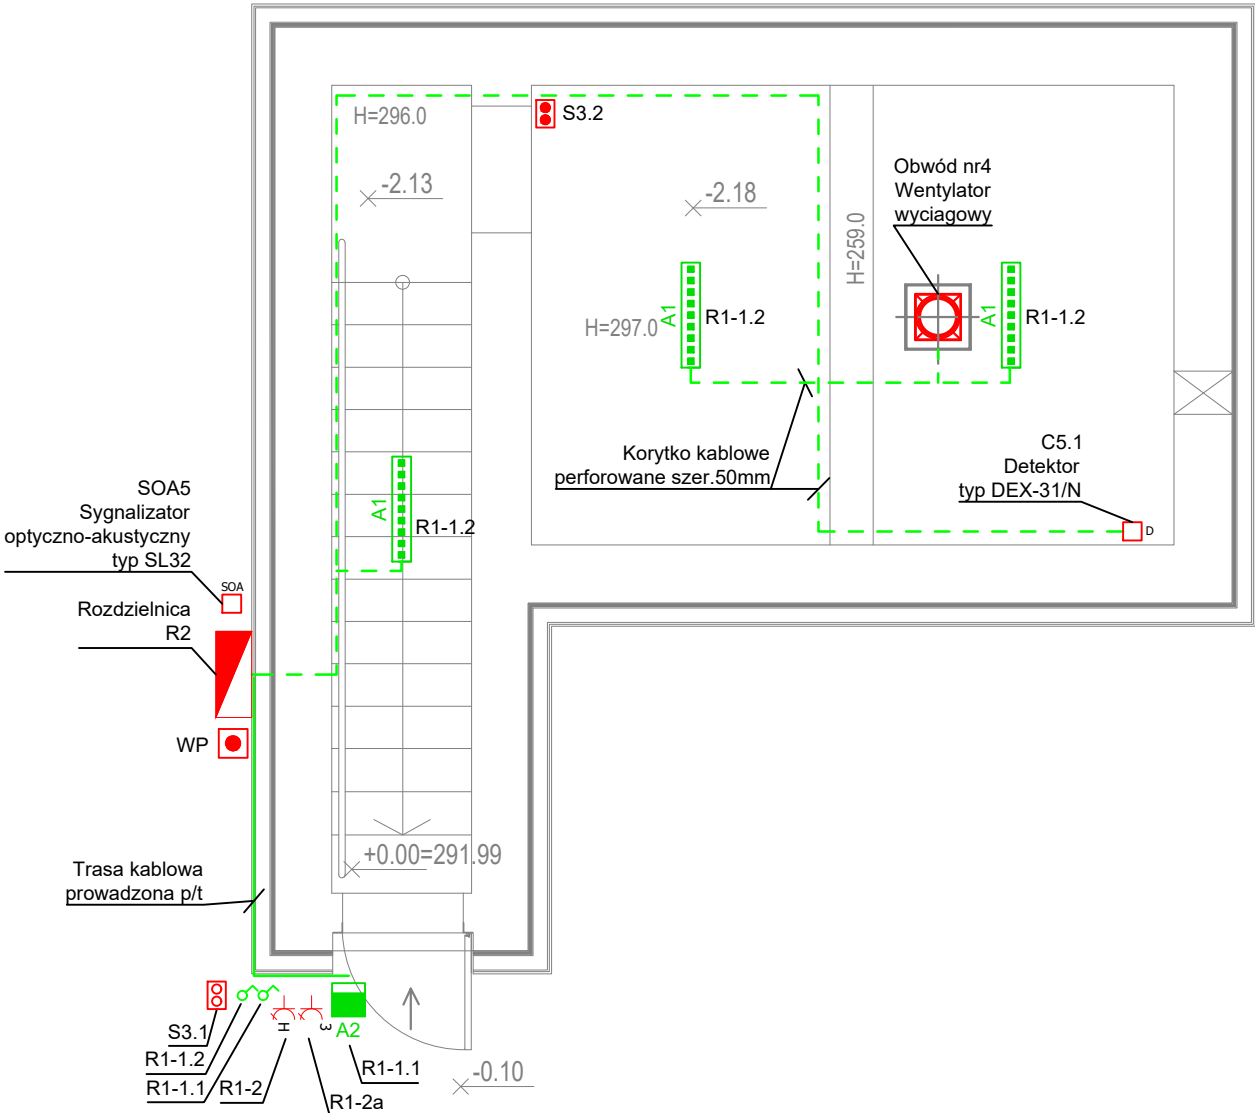 H=296.0
S3.2
-2.13
-2.18
Obwód nr4
Wentylator
wyciagowy
H=259.0
A1
R1-1.2
H=297.0
A1
R1-1.2
Korytko kablowe
perforowane szer.50mm
C5.1
Detektor
typ DEX-31/N
D
A1
R1-1.2
SOA5
Sygnalizator
optyczno-akustyczny
typ SL32
SOA
Rozdzielnica
R2
WP
+0.00=291.99
Trasa kablowa
prowadzona p/t
S3.1
R1-1.2
R1-1.1
R1-2
H
3
A2
R1-1.1
R1-2a
-0.10